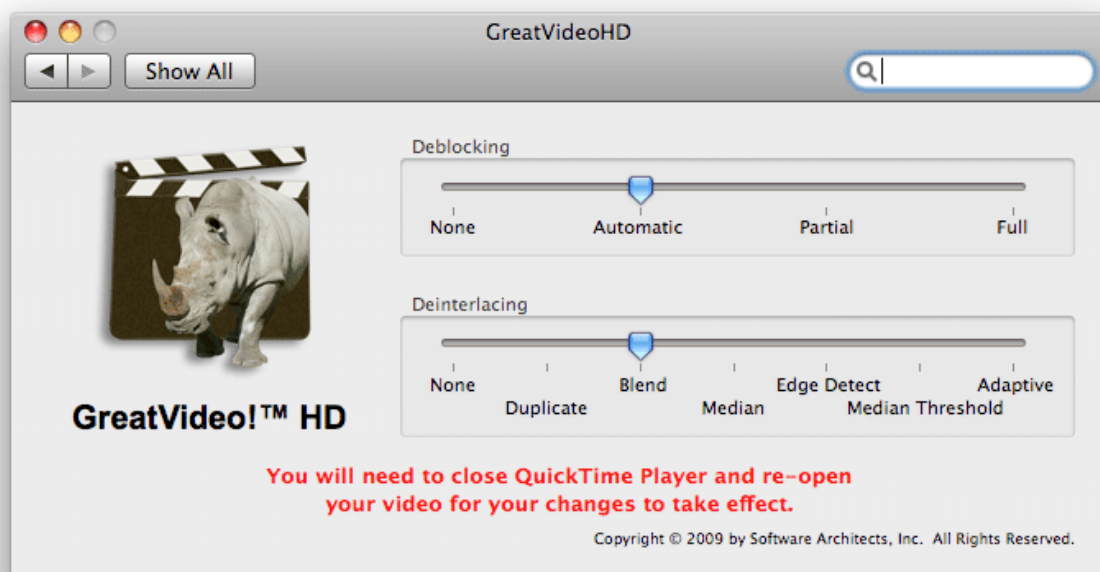 GreatVideoHD
Show All
Deblocking
None Automatic Partial Full
Deinterlacing
None Blend Edge Detect Adaptive
Duplicate Median Median Threshold
GreatVideo!™ HD
You will need to close QuickTime Player and re-open
your video for your changes to take effect.
Copyright © 2009 by Software Architects, Inc. All Rights Reserved.